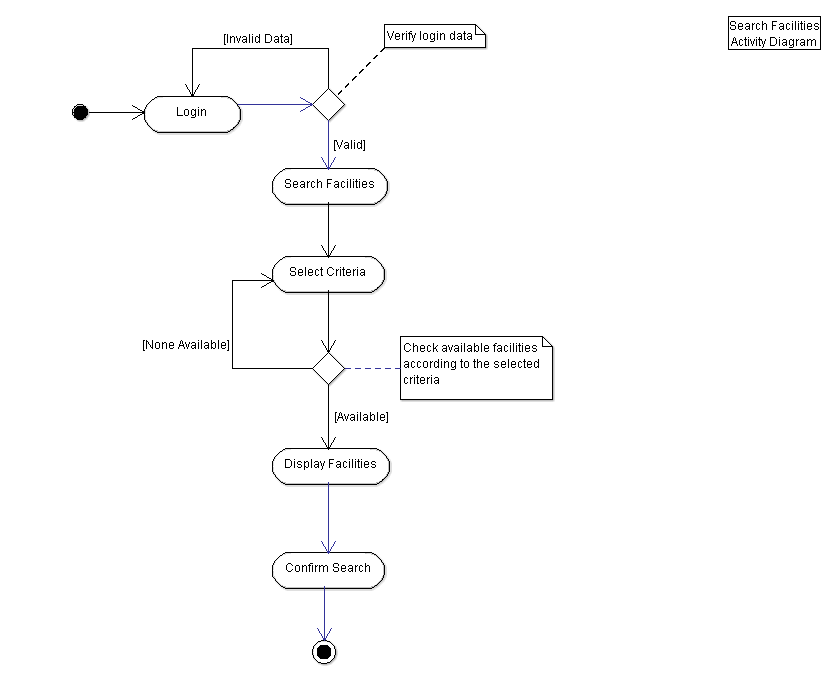 Search Facilities
Activity Diagram
[Invalid Data]
Verify login data
Login
[Valid]
Search Facilities
Select Criteria
[None Available]
Check available facilities
according to the selected
criteria
[Available]
Display Facilities
Confirm Search